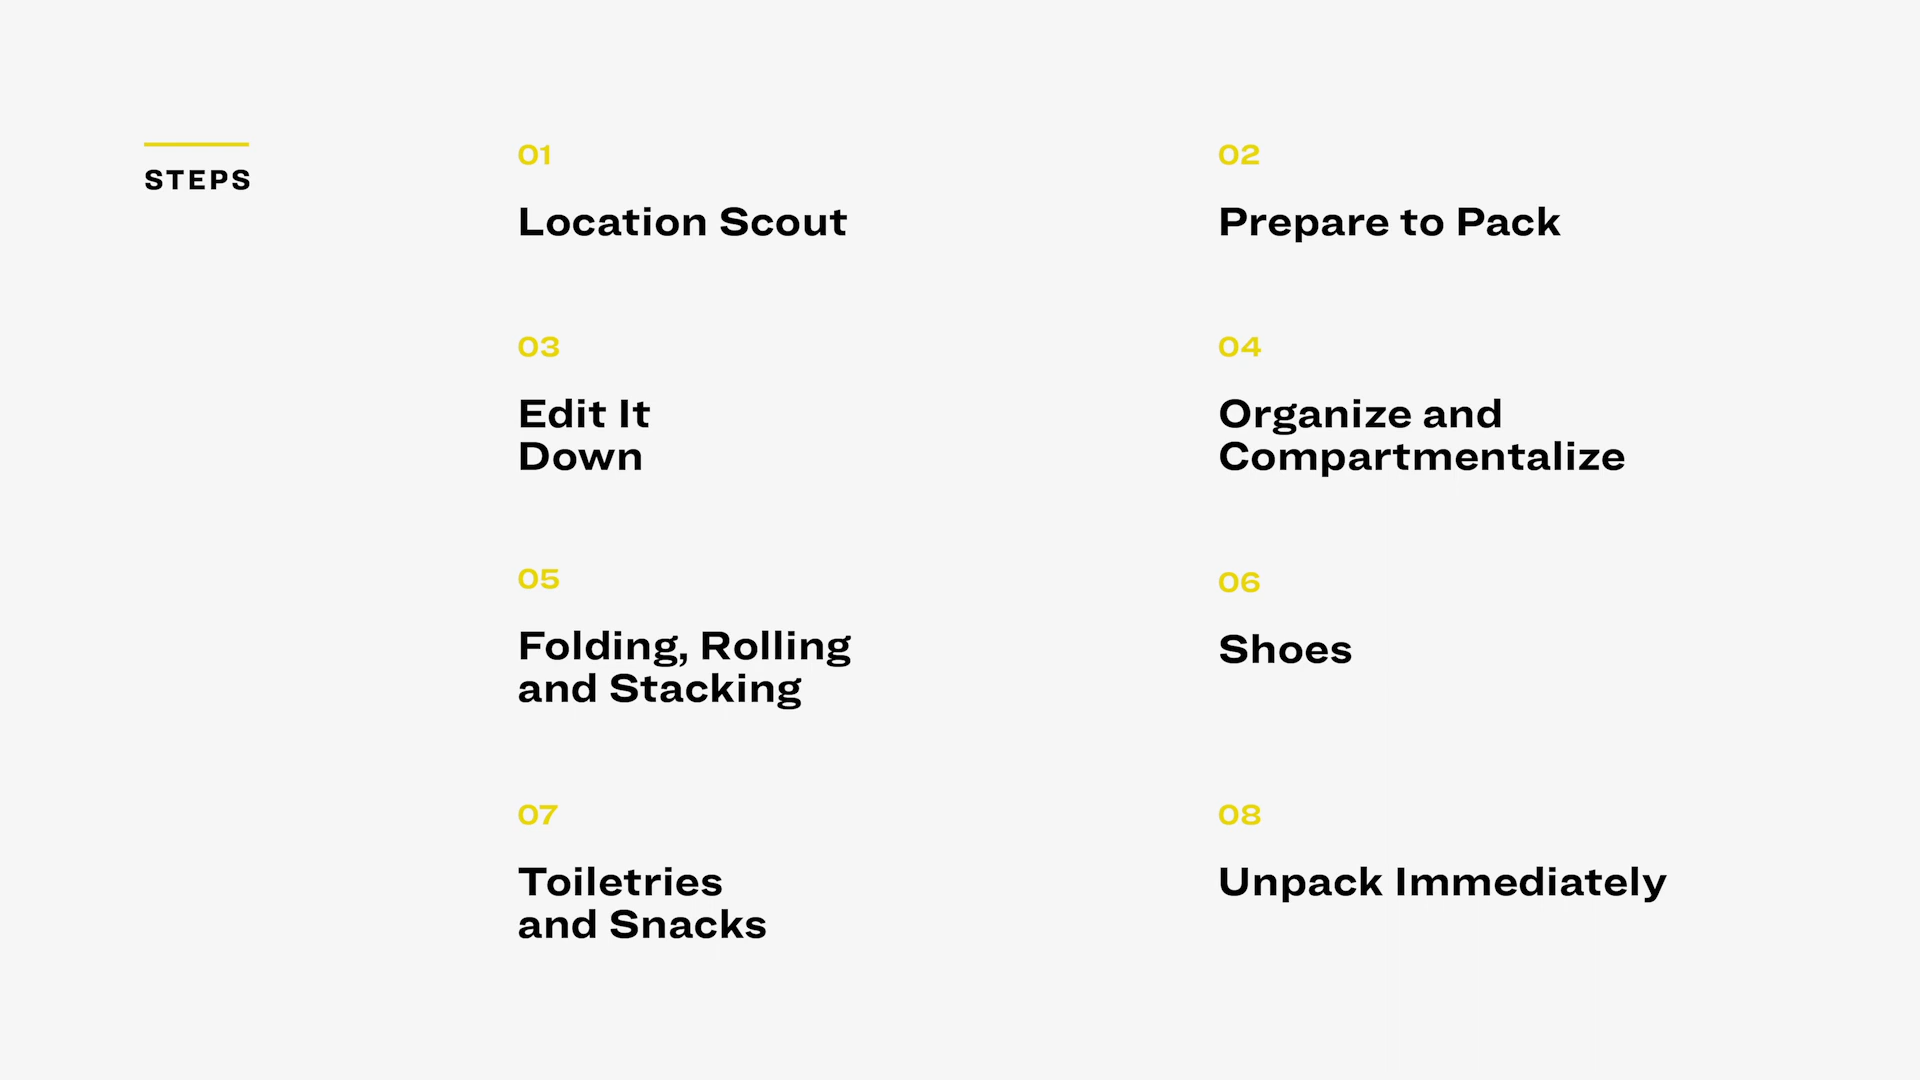 STEPS
01
Location Scout
02
Prepare to Pack
03
Edit It
Down
04
Organize and
Compartmentalize
05
Folding, Rolling
and Stacking
06
Shoes
07
Toiletries
and Snacks
08
Unpack Immediately